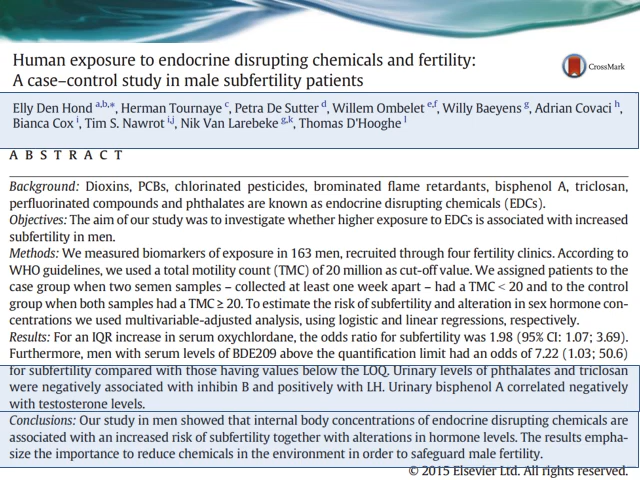 Human exposure to endocrine disrupting chemicals and fertility:
A case–control study in male subfertility patients
CrossMark
Elly Den Hond a,b,*, Herman Tournaye c, Petra De Sutter d, Willem Ombelet e,f, Willy Baeyens g, Adrian Covaci h,
Bianca Cox i, Tim S. Nawrot i,j, Nik Van Larebeke g,k, Thomas D'Hooghe l
A B S T R A C T
Background: Dioxins, PCBs, chlorinated pesticides, brominated flame retardants, bisphenol A, triclosan,
perfluorinated compounds and phthalates are known as endocrine disrupting chemicals (EDCs).
Objectives: The aim of our study was to investigate whether higher exposure to EDCs is associated with increased
subfertility in men.
Methods: We measured biomarkers of exposure in 163 men, recruited through four fertility clinics. According to
WHO guidelines, we used a total motility count (TMC) of 20 million as cut-off value. We assigned patients to the
case group when two semen samples – collected at least one week apart – had a TMC < 20 and to the control
group when both samples had a TMC ≥ 20. To estimate the risk of subfertility and alteration in sex hormone con-
centrations we used multivariable-adjusted analysis, using logistic and linear regressions, respectively.
Results: For an IQR increase in serum oxychlordane, the odds ratio for subfertility was 1.98 (95% CI: 1.07; 3.69).
Furthermore, men with serum levels of BDE209 above the quantification limit had an odds of 7.22 (1.03; 50.6)
for subfertility compared with those having values below the LOQ. Urinary levels of phthalates and triclosan
were negatively associated with inhibin B and positively with LH. Urinary bisphenol A correlated negatively
with testosterone levels.
Conclusions: Our study in men showed that internal body concentrations of endocrine disrupting chemicals are
associated with an increased risk of subfertility together with alterations in hormone levels. The results empha-
size the importance to reduce chemicals in the environment in order to safeguard male fertility.
© 2015 Elsevier Ltd. All rights reserved.